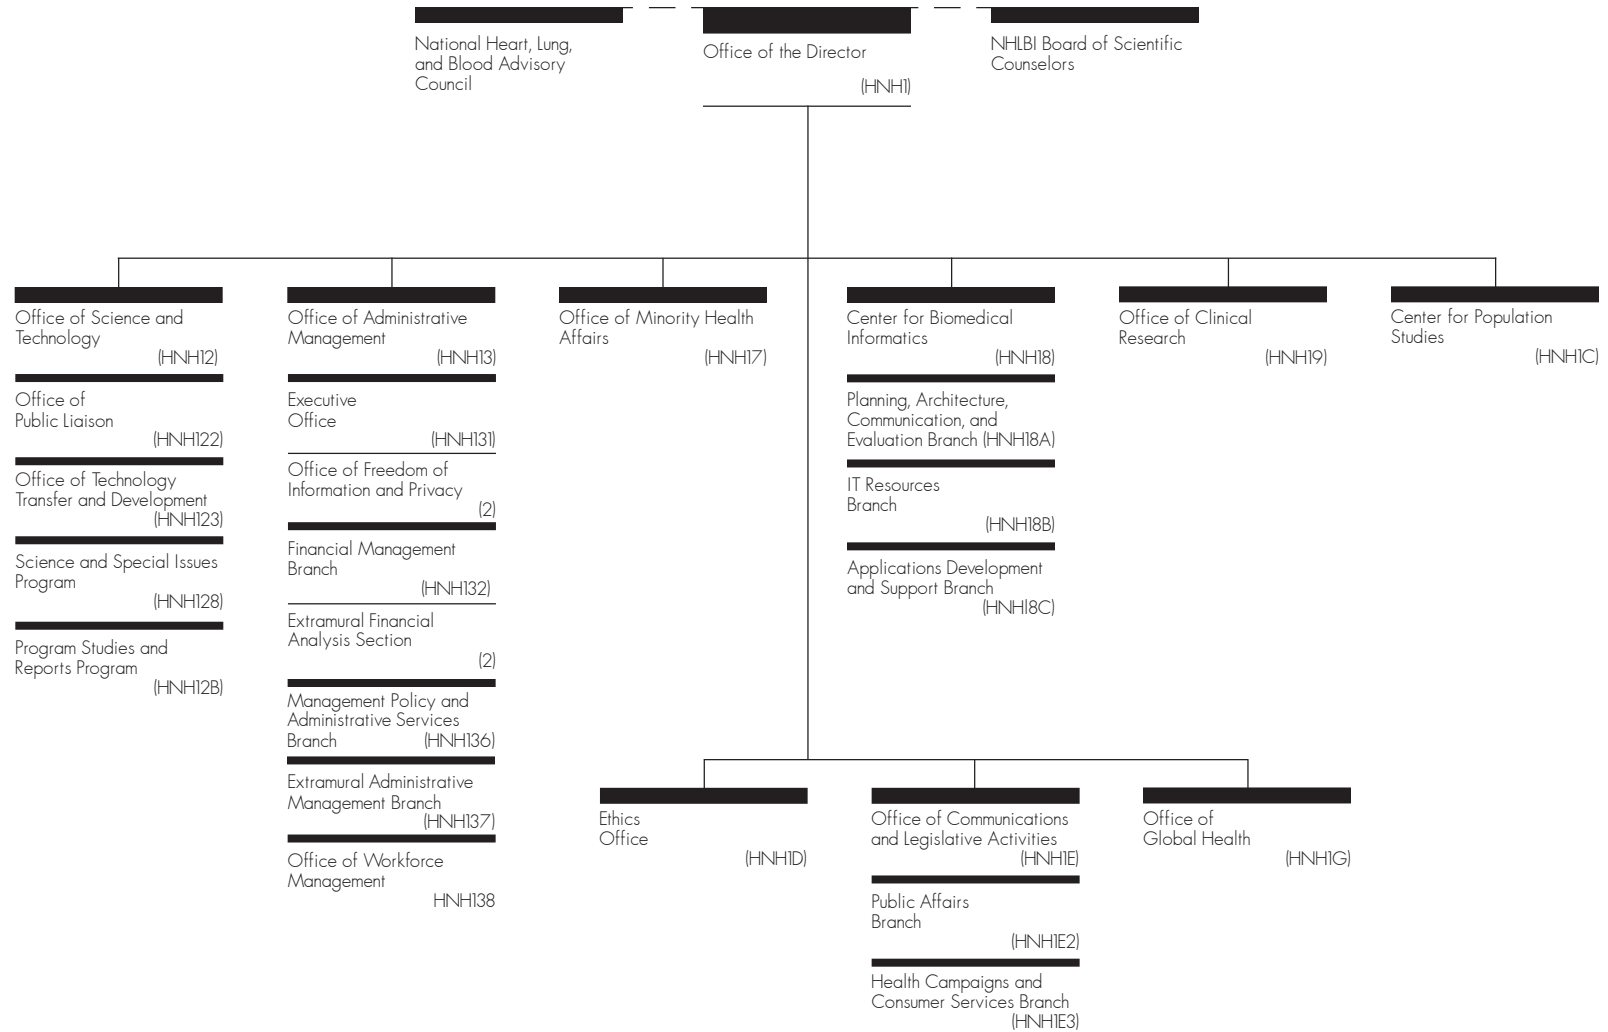 National Heart, Lung,
and Blood Advisory
Council
Office of the Director
(HNH1)
NHLBI Board of Scientific
Counselors
Office of Science and
Technology
(HNH12)
Office of
Public Liaison
(HNH122)
Office of Technology
Transfer and Development
(HNH123)
Science and Special Issues
Program
(HNH128)
Program Studies and
Reports Program
(HNH12B)
Office of Administrative
Management
(HNH13)
Executive
Office
(HNH131)
Office of Freedom of
Information and Privacy
(2)
Financial Management
Branch
(HNH132)
Extramural Financial
Analysis Section
(2)
Management Policy and
Administrative Services
Branch (HNH136)
Extramural Administrative
Management Branch
(HNH137)
Office of Workforce
Management
HNH138
Office of Minority Health
Affairs
(HNH17)
Center for Biomedical
Informatics
(HNH18)
Planning, Architecture,
Communication, and
Evaluation Branch (HNH18A)
IT Resources
Branch
(HNH18B)
Applications Development
and Support Branch
(HNHl8C)
Office of Clinical
Research
(HNH19)
Center for Population
Studies
(HNH1C)
Ethics
Office
(HNH1D)
Office of Communications
and Legislative Activities
(HNH1E)
Public Affairs
Branch
(HNH1E2)
Health Campaigns and
Consumer Services Branch
(HNH1E3)
Office of
Global Health
(HNH1G)